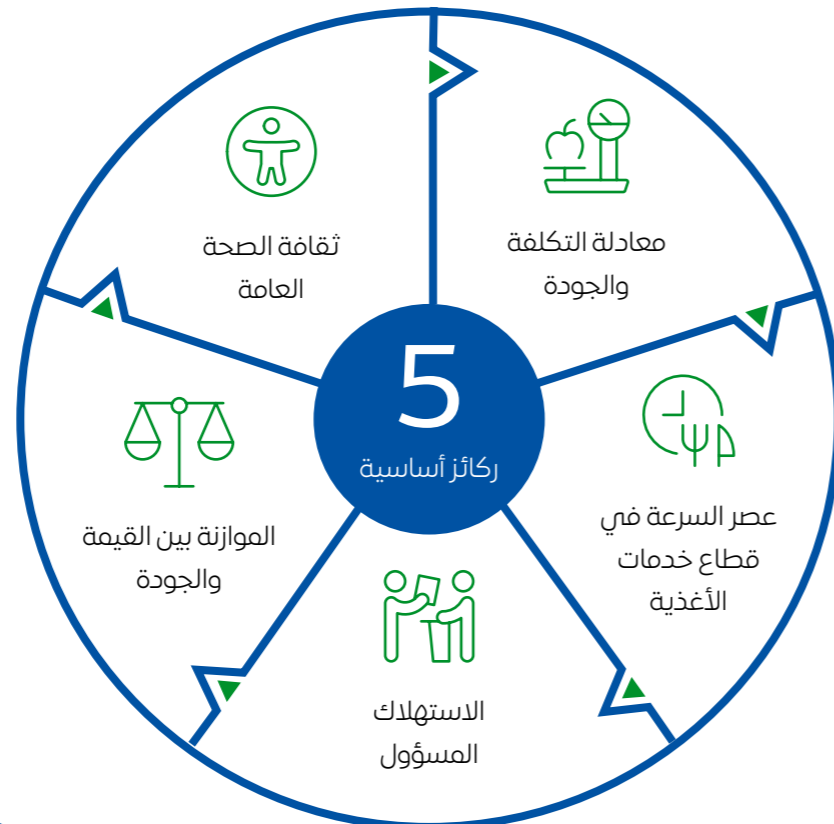 5
ركائز أساسية
معادلة التكلفة
والجودة
عصر السرعة في
قطاع خدمات
الأغذية
الاستهلاك
المسؤول
الموازنة بين القيمة
والجودة
ثقافة الصحة
العامة